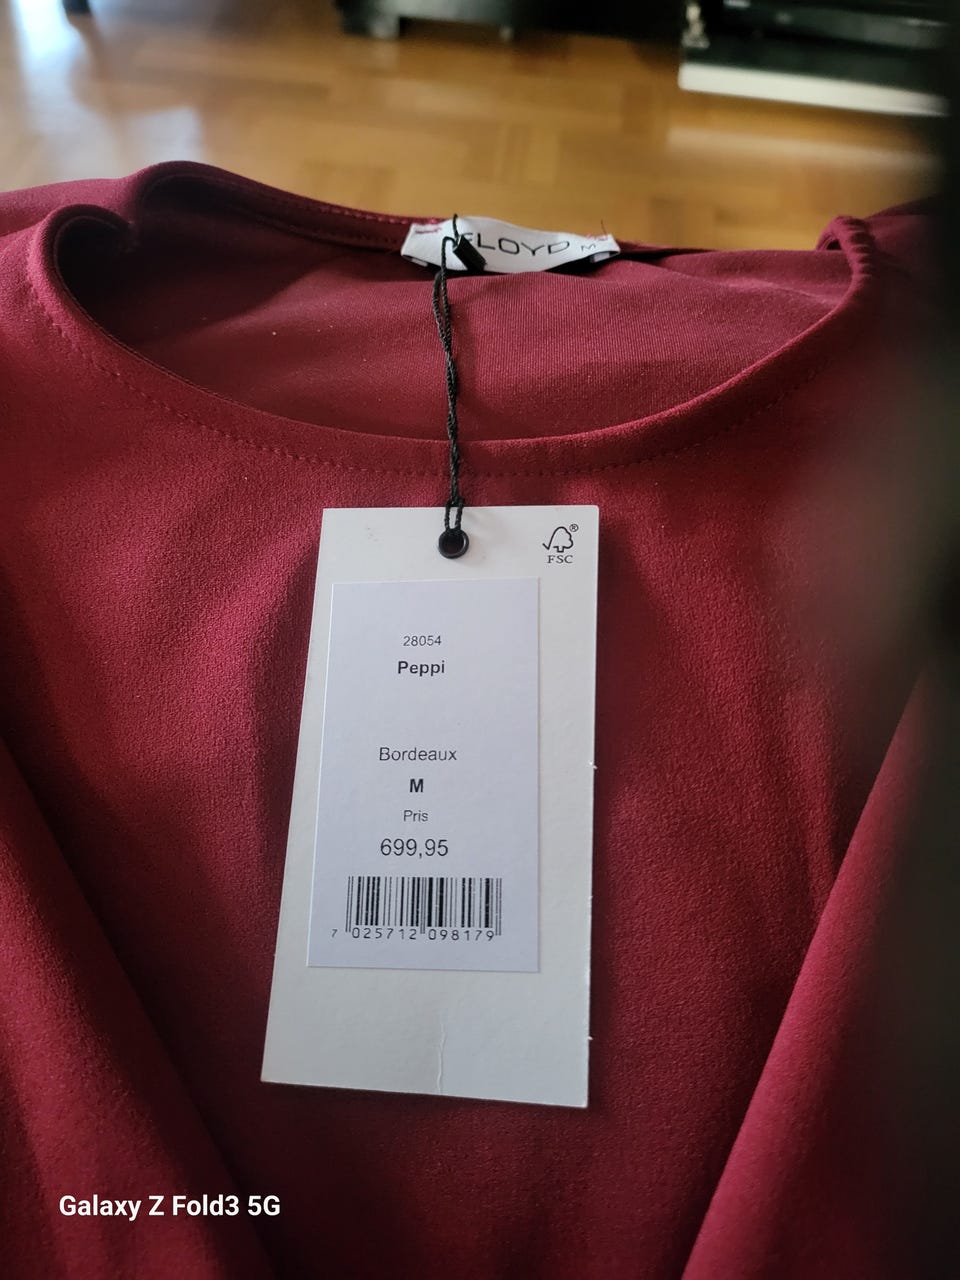 FLOYD M
FSC
28054
Peppi
Bordeaux
M
Pris
699,95
7 025712 098179
Galaxy Z Fold3 5G